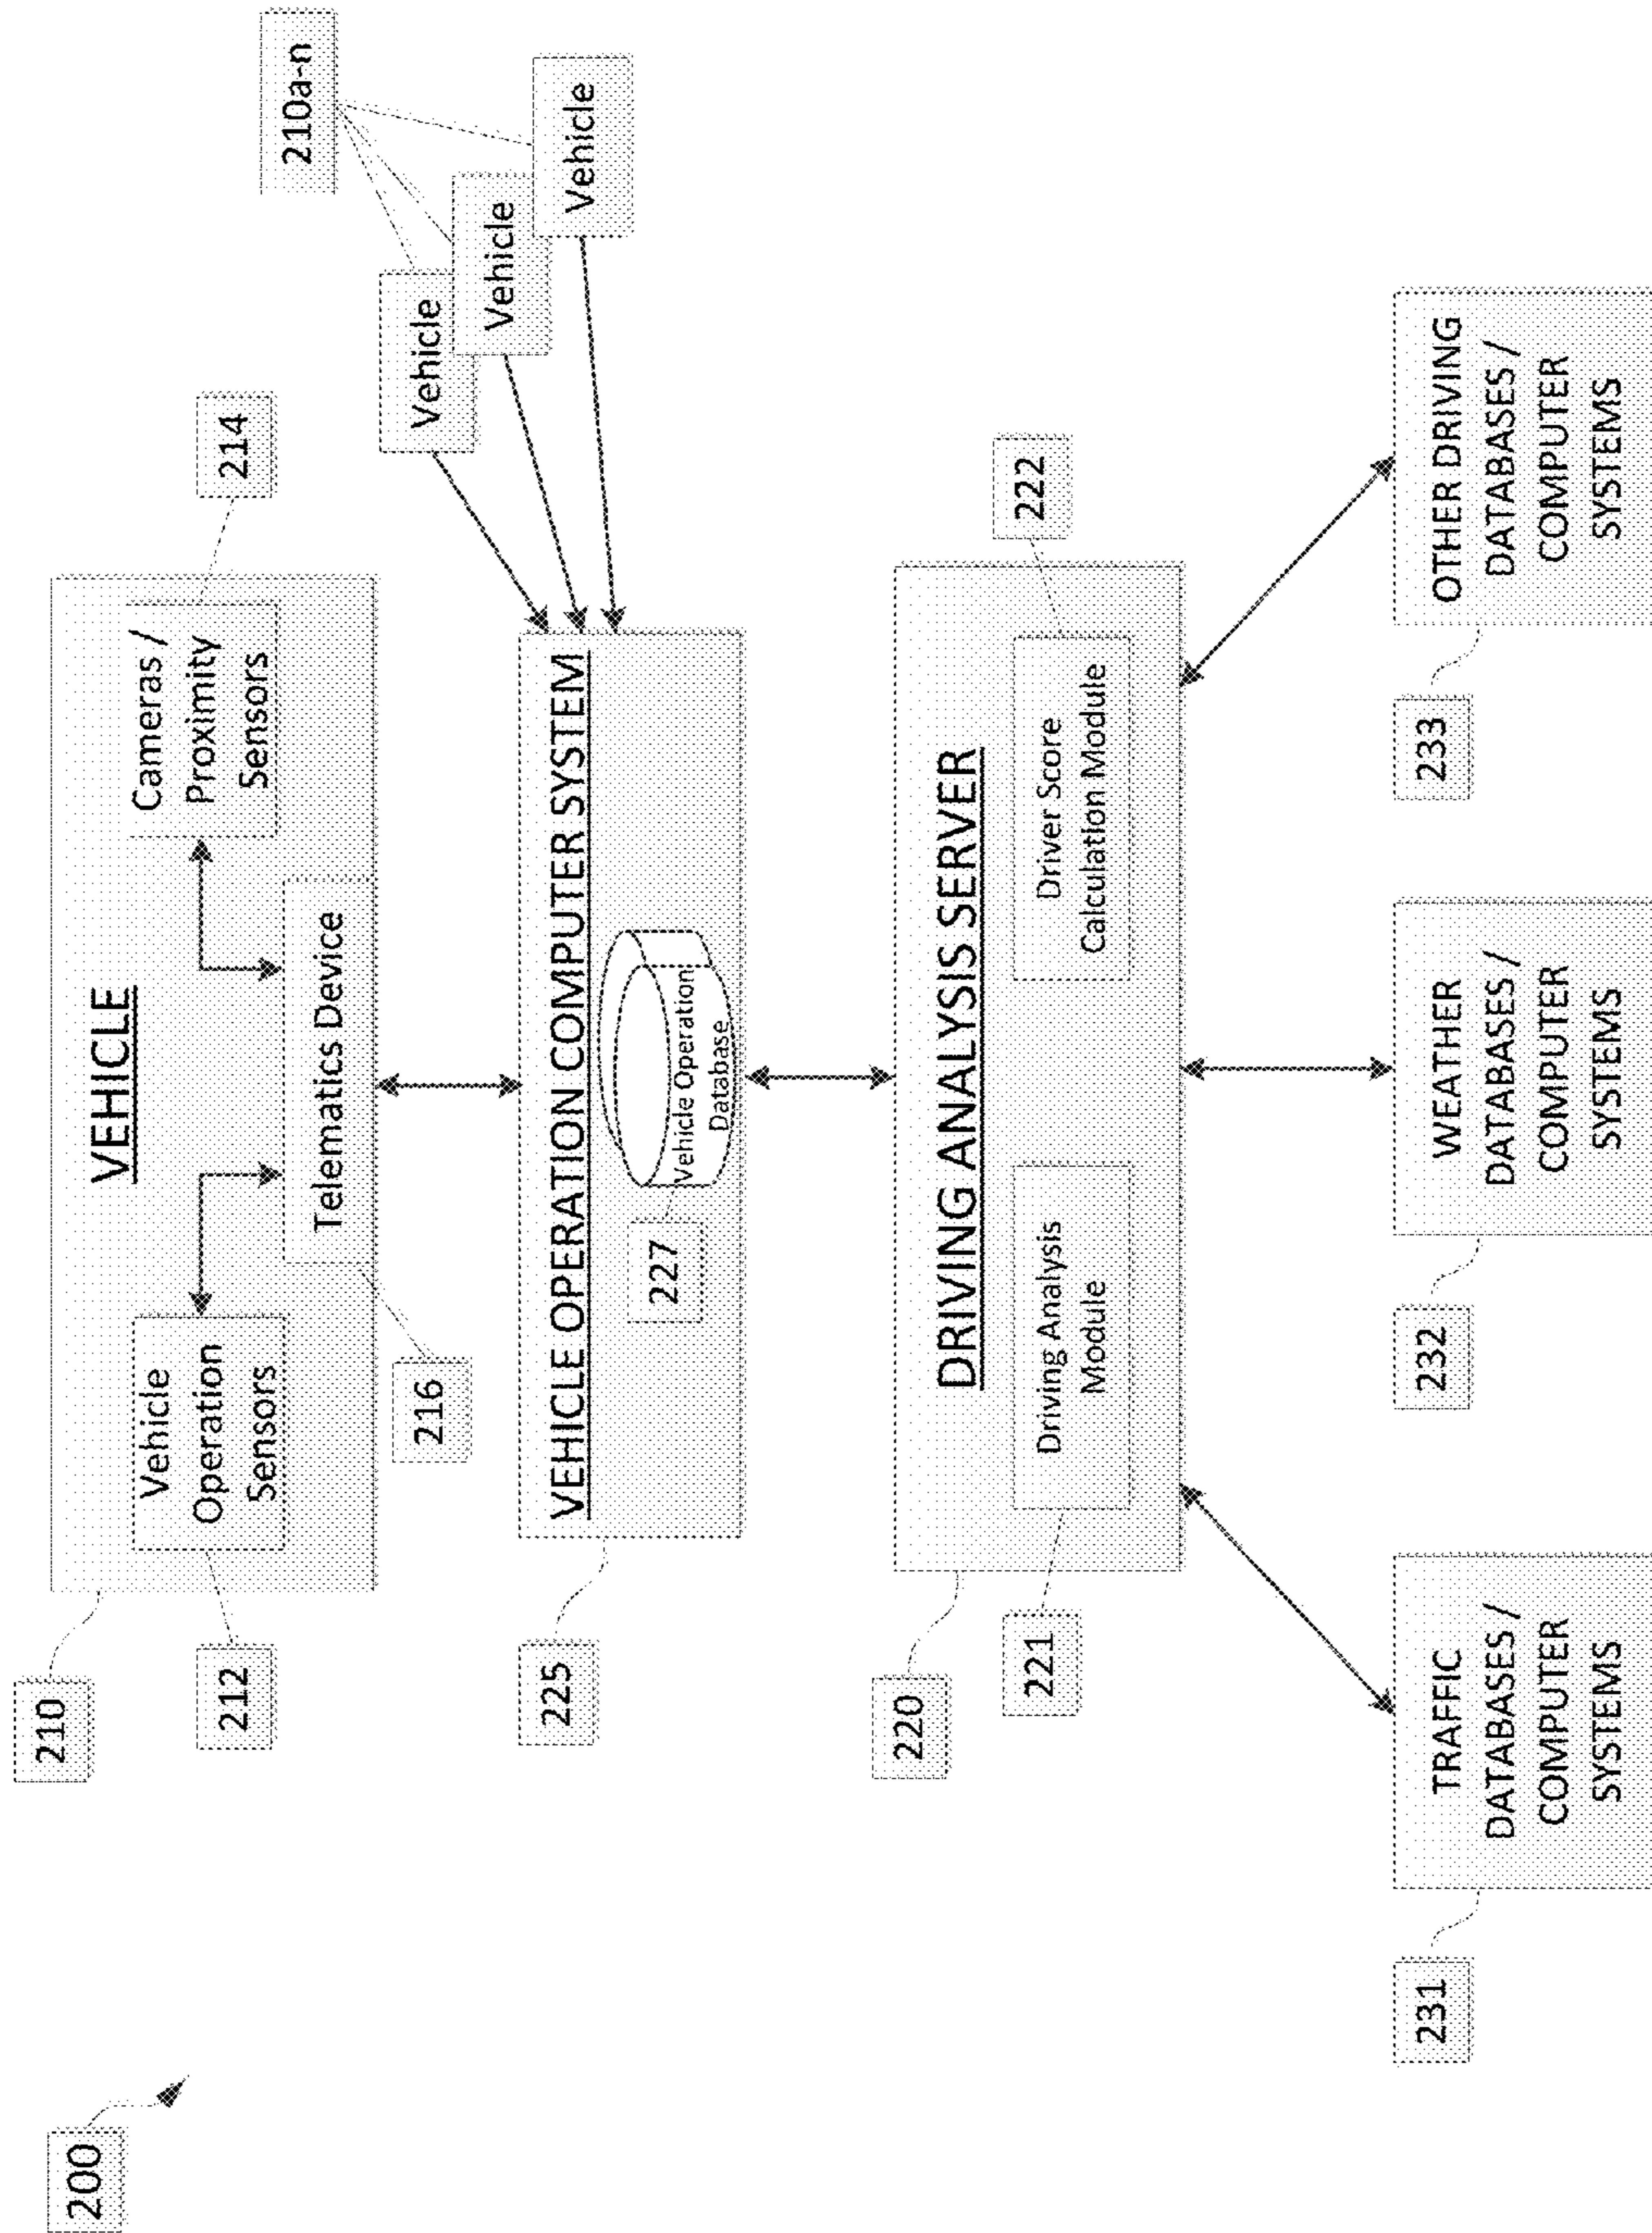 200
210
VEHICLE
212
Vehicle
Operation
Sensors
Cameras /
Proximity
Sensors
214
Telematics Device
216
210a-n
Vehicle
Vehicle
Vehicle
225
VEHICLE OPERATION COMPUTER SYSTEM
227
Vehicle Operation
Database
220
DRIVING ANALYSIS SERVER
221
Driving Analysis
Module
Driver Score
Calculation Module
222
231
TRAFFIC
DATABASES /
COMPUTER
SYSTEMS
232
WEATHER
DATABASES /
COMPUTER
SYSTEMS
233
OTHER DRIVING
DATABASES /
COMPUTER
SYSTEMS